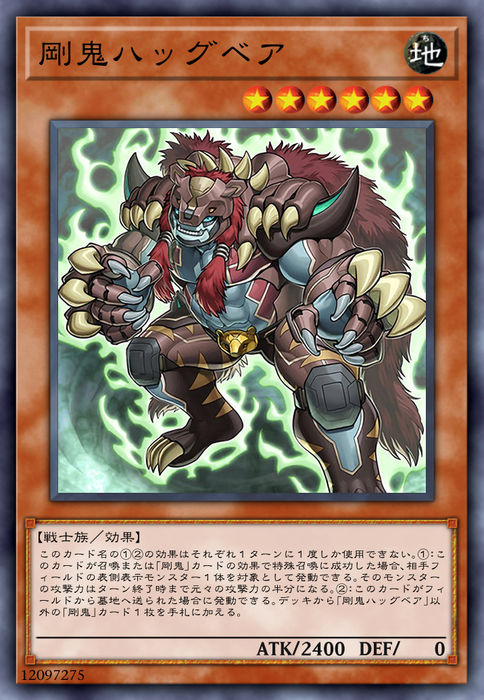 剛鬼ハッグベア
地
【戦士族／効果】
このカード名の①②の効果はそれぞれ１ターンに１度しか使用できない。①：こ
のカードが召喚または「剛鬼」カードの効果で特殊召喚に成功した場合、相手フ
ィールドの表側表示モンスター１体を対象として発動できる。そのモンスター
の攻撃力はターン終了時まで元々の攻撃力の半分になる。②：このカードがフィ
ールドから墓地へ送られた場合に発動できる。デッキから「剛鬼ハッグベア」以
外の「剛鬼」カード１枚を手札に加える。
ATK/2400 DEF/ 0
12097275